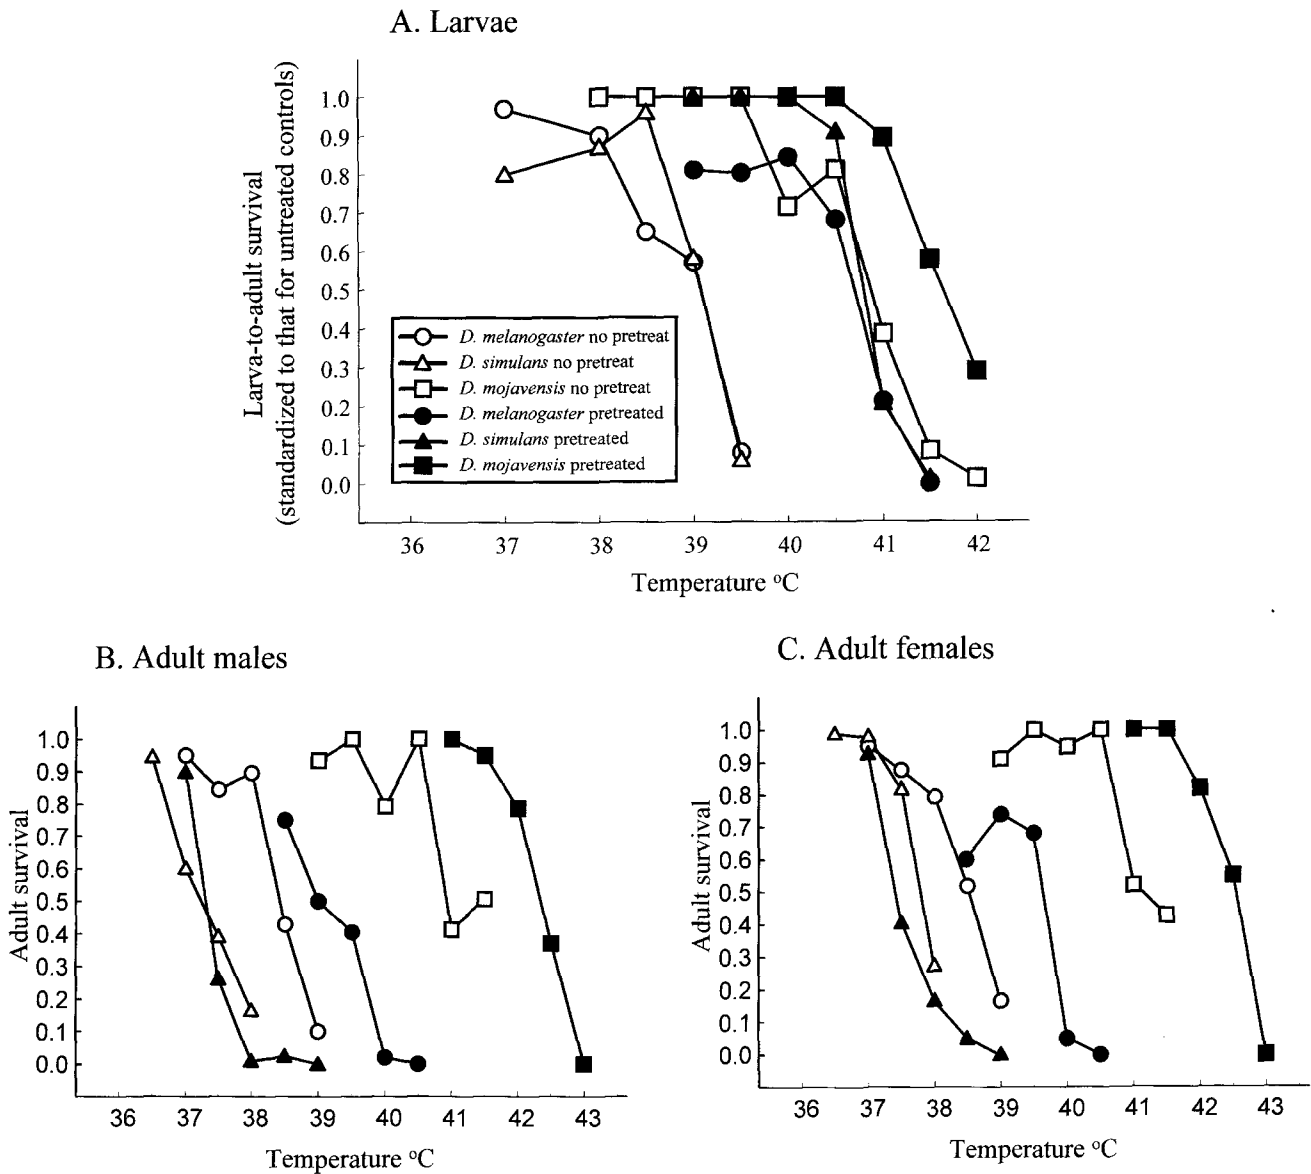 A. Larvae
Larva-to-adult survival
(standardized to that for untreated controls)
1.0
0.9
0.8
0.7
0.6
0.5
0.4
0.3
0.2
0.1
0.0
D. melanogaster no pretreat
D. simulans no pretreat
D. mojavensis no pretreat
D. melanogaster pretreated
D. simulans pretreated
D. mojavensis pretreated
36 37 38 39 40 41 42
Temperature °C
B. Adult males
Adult survival
1.0
0.9
0.8
0.7
0.6
0.5
0.4
0.3
0.2
0.1
0.0
36 37 38 39 40 41 42 43
Temperature °C
C. Adult females
Adult survival
1.0
0.9
0.8
0.7
0.6
0.5
0.4
0.3
0.2
0.1
0.0
36 37 38 39 40 41 42 43
Temperature °C